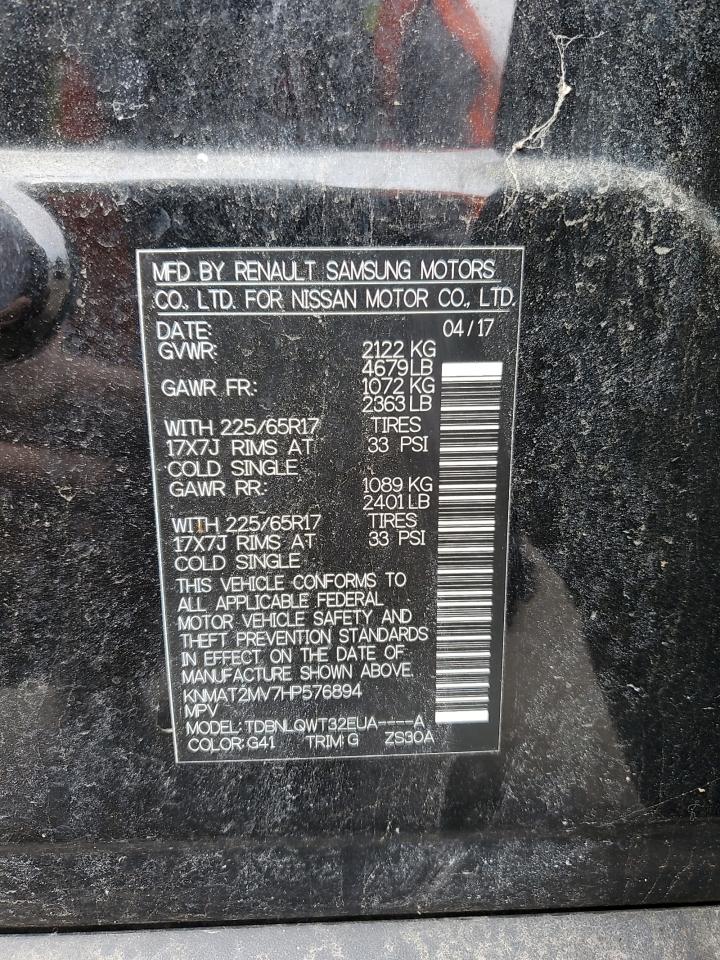 MFD BY RENAULT SAMSUNG MOTORS
CO., LTD. FOR NISSAN MOTOR CO., LTD.
DATE: 04/17
GVWR: 2122 KG
4679 LB
GAWR FR: 1072 KG
2363 LB
WITH 225/65R17 TIRES
17X7J RIMS AT 33 PSI
COLD SINGLE
GAWR RR: 1089 KG
2401 LB
WITH 225/65R17 TIRES
17X7J RIMS AT 33 PSI
COLD SINGLE
THIS VEHICLE CONFORMS TO
ALL APPLICABLE FEDERAL
MOTOR VEHICLE SAFETY AND
THEFT PREVENTION STANDARDS
IN EFFECT ON THE DATE OF
MANUFACTURE SHOWN ABOVE.
KNMAT2MV7HP576894
MPV
MODEL: TDBNLQWT32EUA----A
COLOR: G41 TRIM: G ZS30A